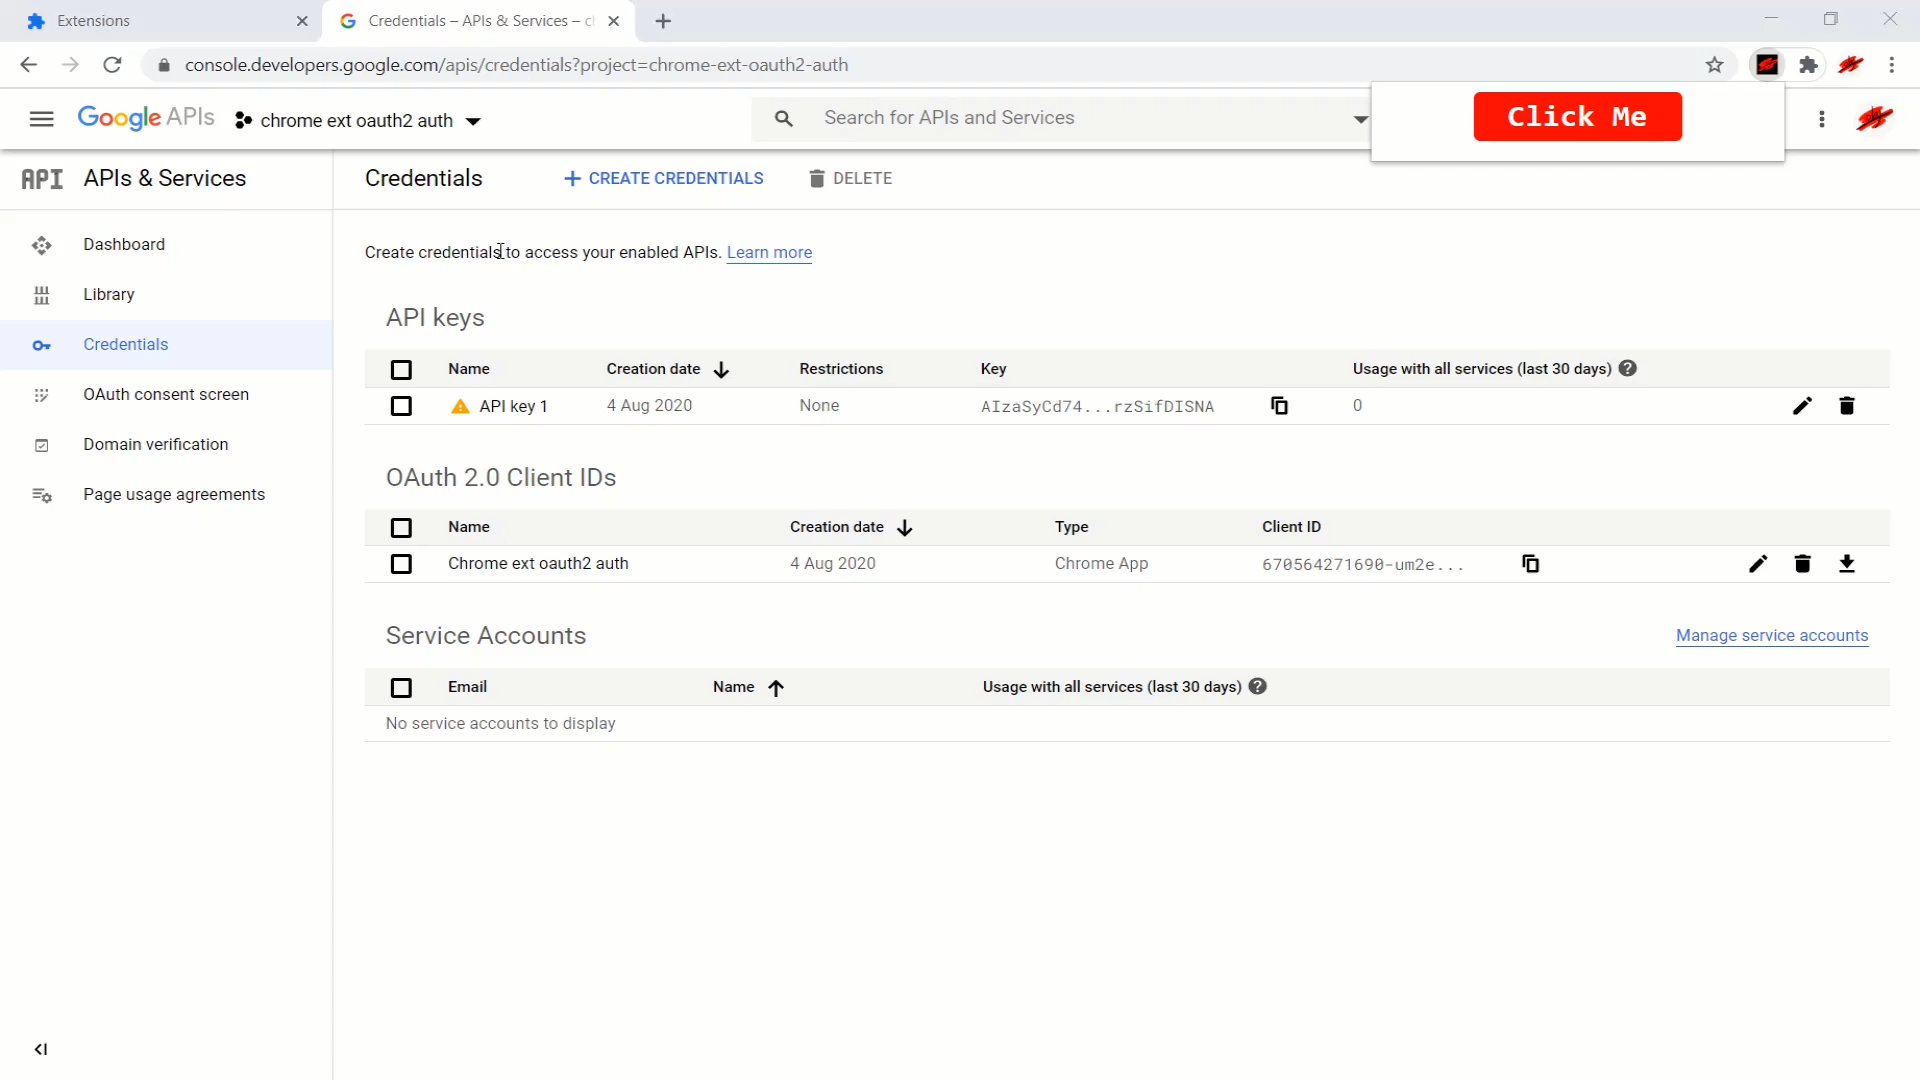 Extensions
Credentials – APIs & Services – cl
console.developers.google.com/apis/credentials?project=chrome-ext-oauth2-auth
Google APIs
chrome ext oauth2 auth
Search for APIs and Services
Click Me
API APIs & Services
Credentials
CREATE CREDENTIALS
DELETE
Dashboard
Library
Credentials
OAuth consent screen
Domain verification
Page usage agreements
Create credentials to access your enabled APIs. Learn more
API keys
Name Creation date Restrictions Key Usage with all services (last 30 days)
API key 1 4 Aug 2020 None AIzaSyCd74...rzSifDISNA 0
OAuth 2.0 Client IDs
Name Creation date Type Client ID
Chrome ext oauth2 auth 4 Aug 2020 Chrome App 670564271690-um2e...
Service Accounts
Manage service accounts
Email Name Usage with all services (last 30 days)
No service accounts to display